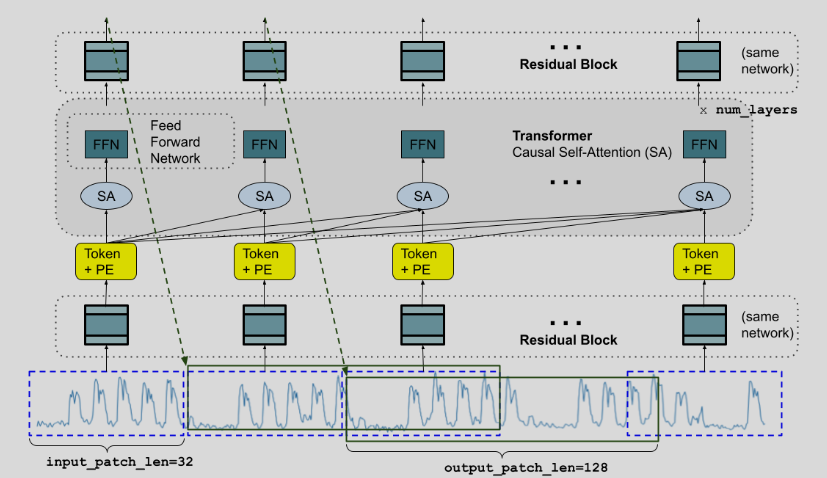 ...
Residual Block
(same
network)
x num_layers
Feed
Forward
Network
Transformer
Causal Self-Attention (SA)
...
FFN
FFN
FFN
FFN
SA
SA
SA
SA
Token
+ PE
Token
+ PE
Token
+ PE
Token
+ PE
...
Residual Block
(same
network)
input_patch_len=32
output_patch_len=128